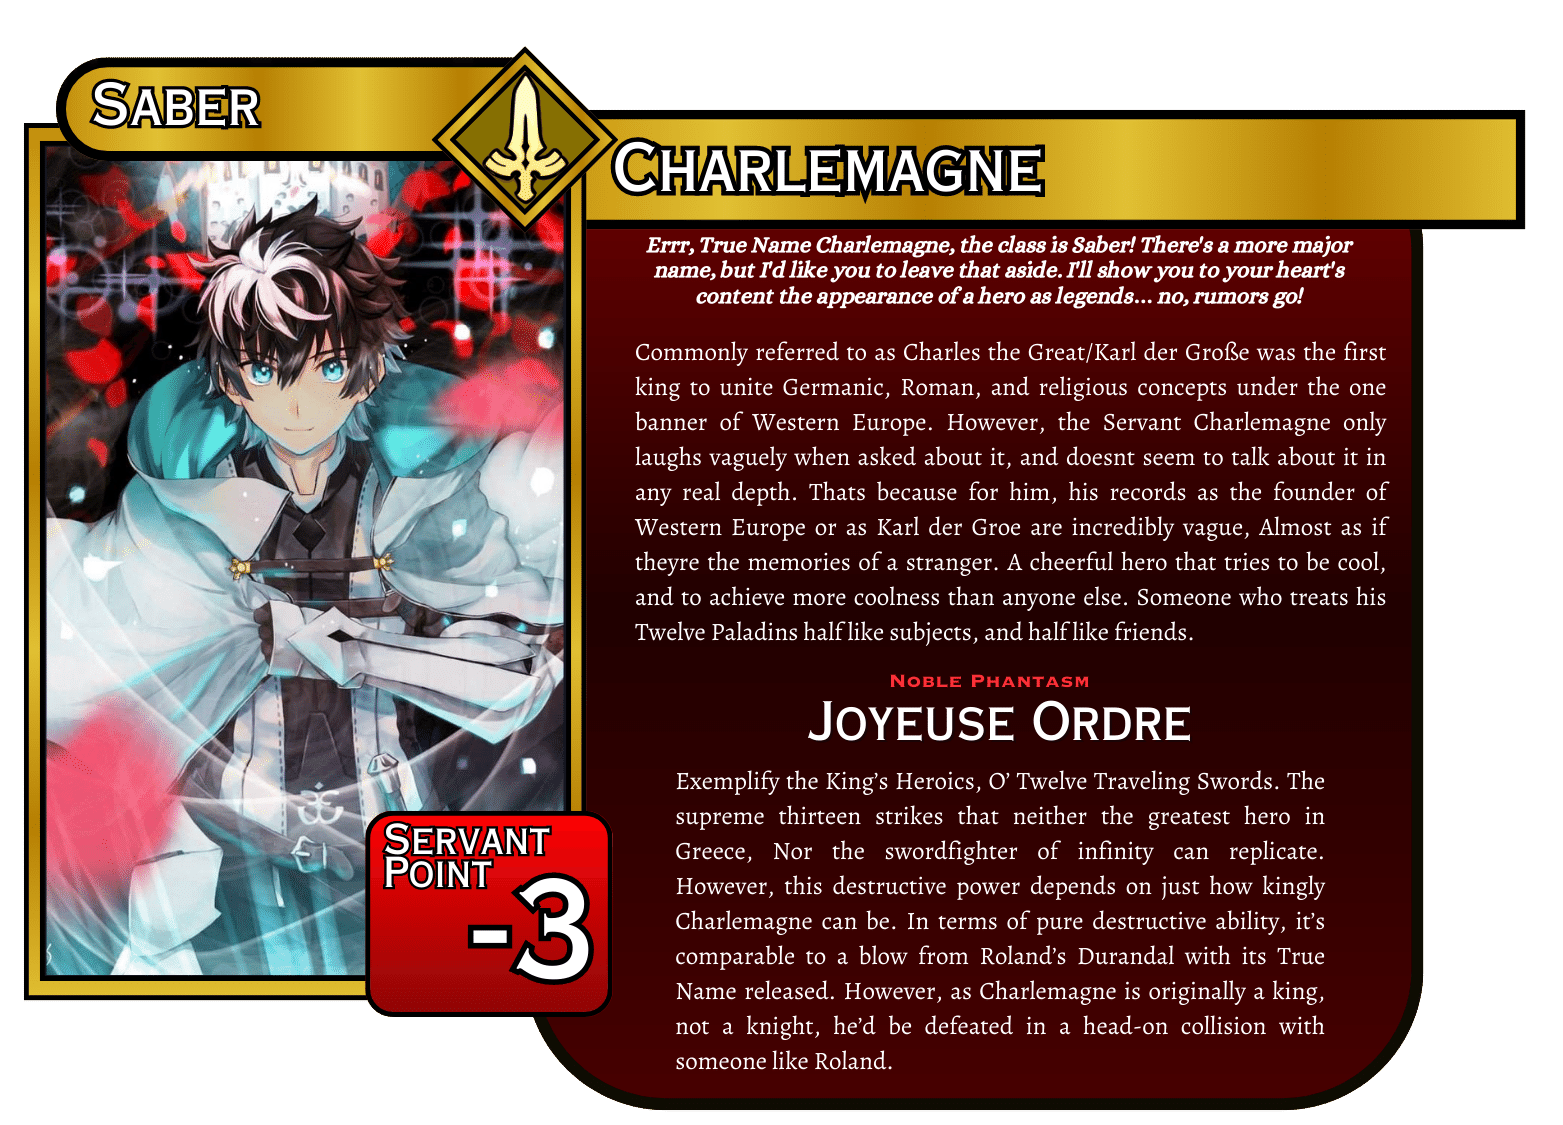 SABER
CHARLEMAGNE
Errr, True Name Charlemagne, the class is Saber! There's a more major
name, but I'd like you to leave that aside. I'll show you to your heart's
content the appearance of a hero as legends... no, rumors go!
Commonly referred to as Charles the Great/Karl der Große was the first
king to unite Germanic, Roman, and religious concepts under the one
banner of Western Europe. However, the Servant Charlemagne only
laughs vaguely when asked about it, and doesnt seem to talk about it in
any real depth. Thats because for him, his records as the founder of
Western Europe or as Karl der Groe are incredibly vague, Almost as if
theyre the memories of a stranger. A cheerful hero that tries to be cool,
and to achieve more coolness than anyone else. Someone who treats his
Twelve Paladins half like subjects, and half like friends.
NOBLE PHANTASM
JOYEUSE ORDRE
Exemplify the King’s Heroics, O’ Twelve Traveling Swords. The
supreme thirteen strikes that neither the greatest hero in
Greece, Nor the swordfighter of infinity can replicate.
However, this destructive power depends on just how kingly
Charlemagne can be. In terms of pure destructive ability, it’s
comparable to a blow from Roland’s Durandal with its True
Name released. However, as Charlemagne is originally a king,
not a knight, he’d be defeated in a head-on collision with
someone like Roland.
SERVANT
POINT
-3